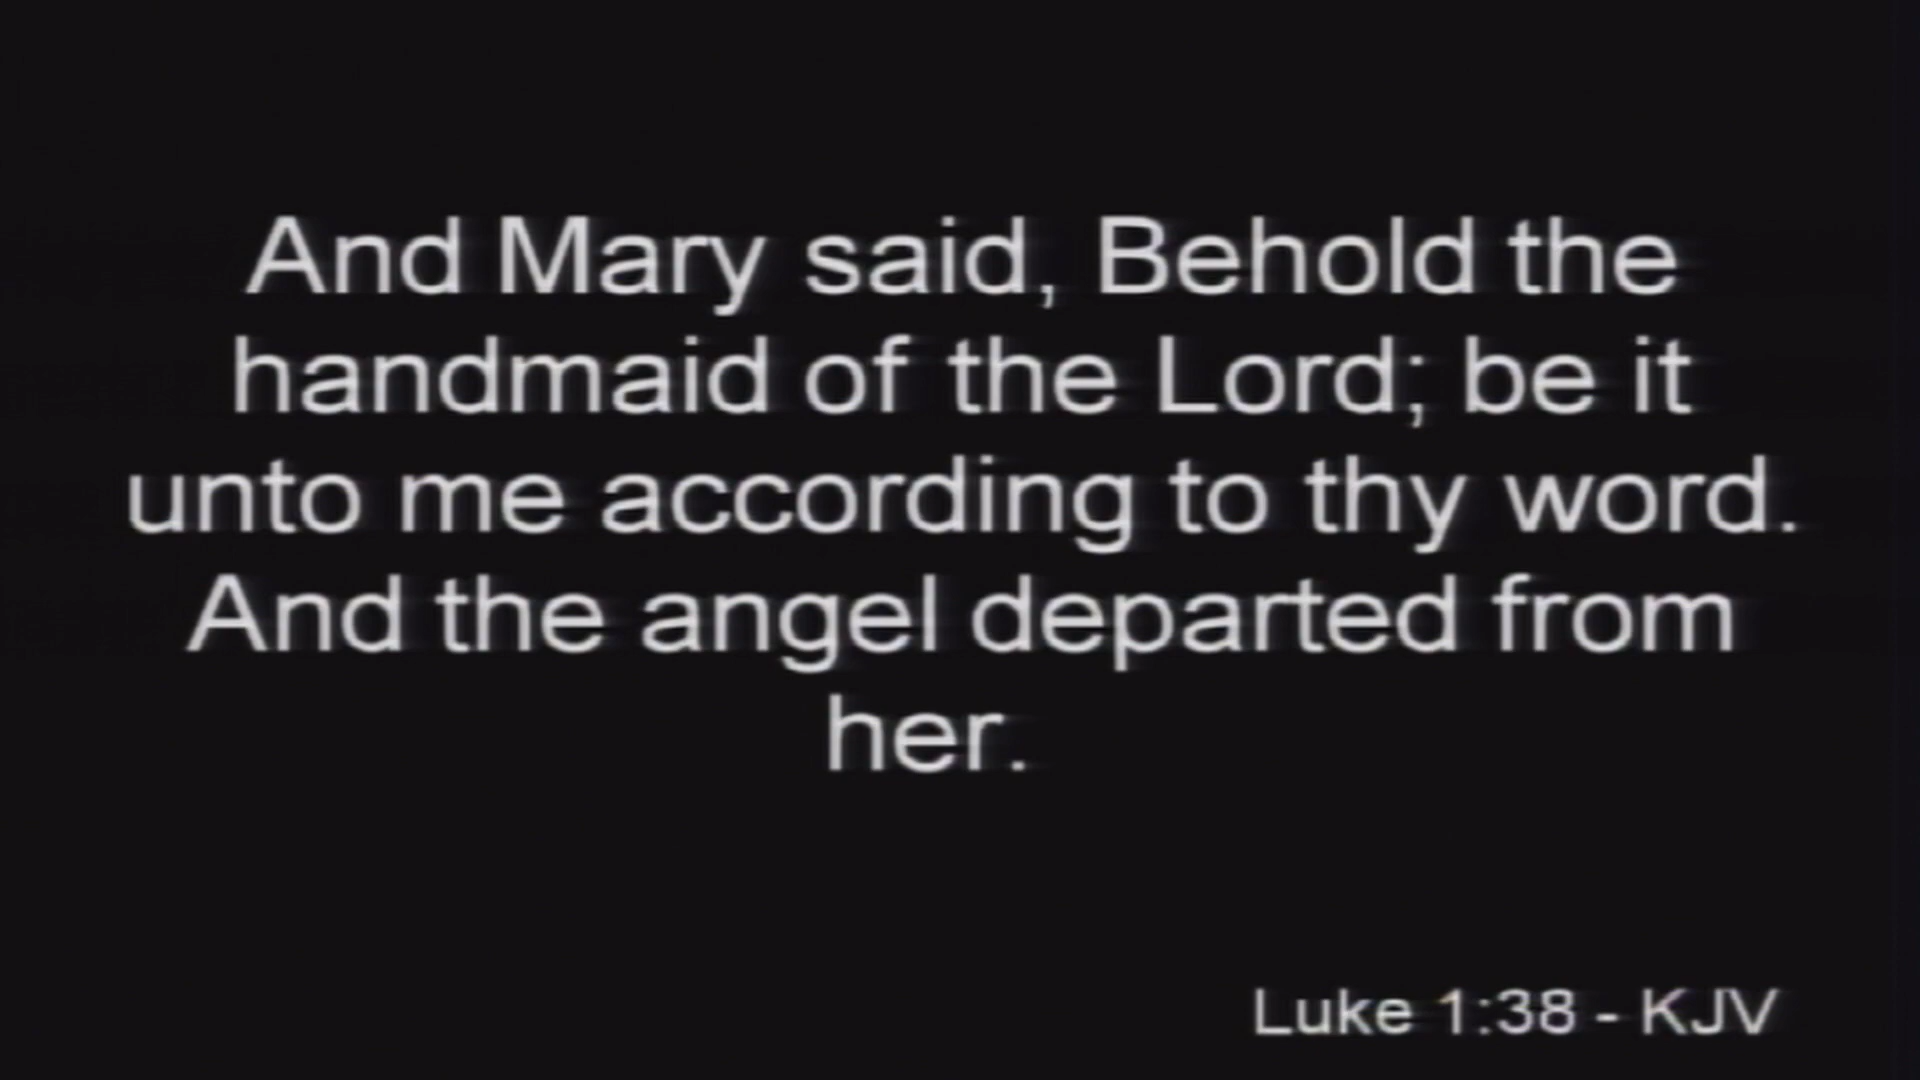 And Mary said, Behold the
handmaid of the Lord; be it
unto me according to thy word.
And the angel departed from
her.
Luke 1:38 - KJV